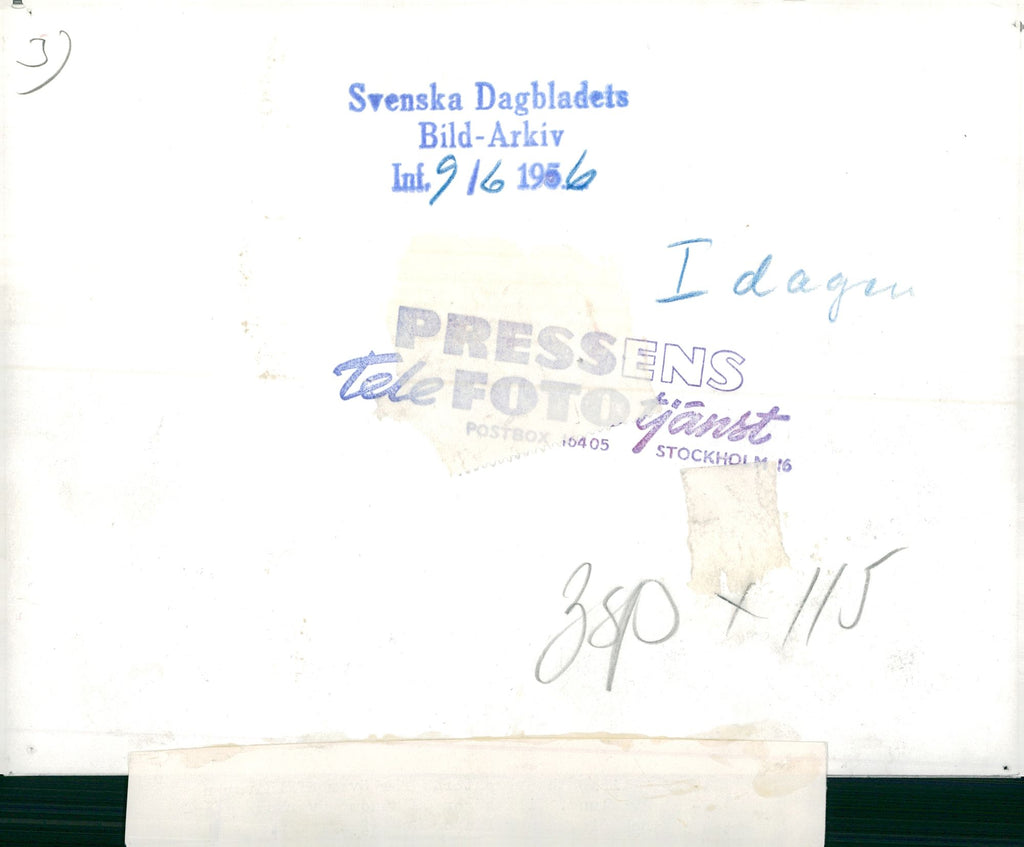 3)
Svenska Dagbladets
Bild-Arkiv
Inf. 9/6 1956
I dagen
PRESSENS
tele FOTO tjänst
POSTBOX 16405 STOCKHOLM 16
3sp x 115